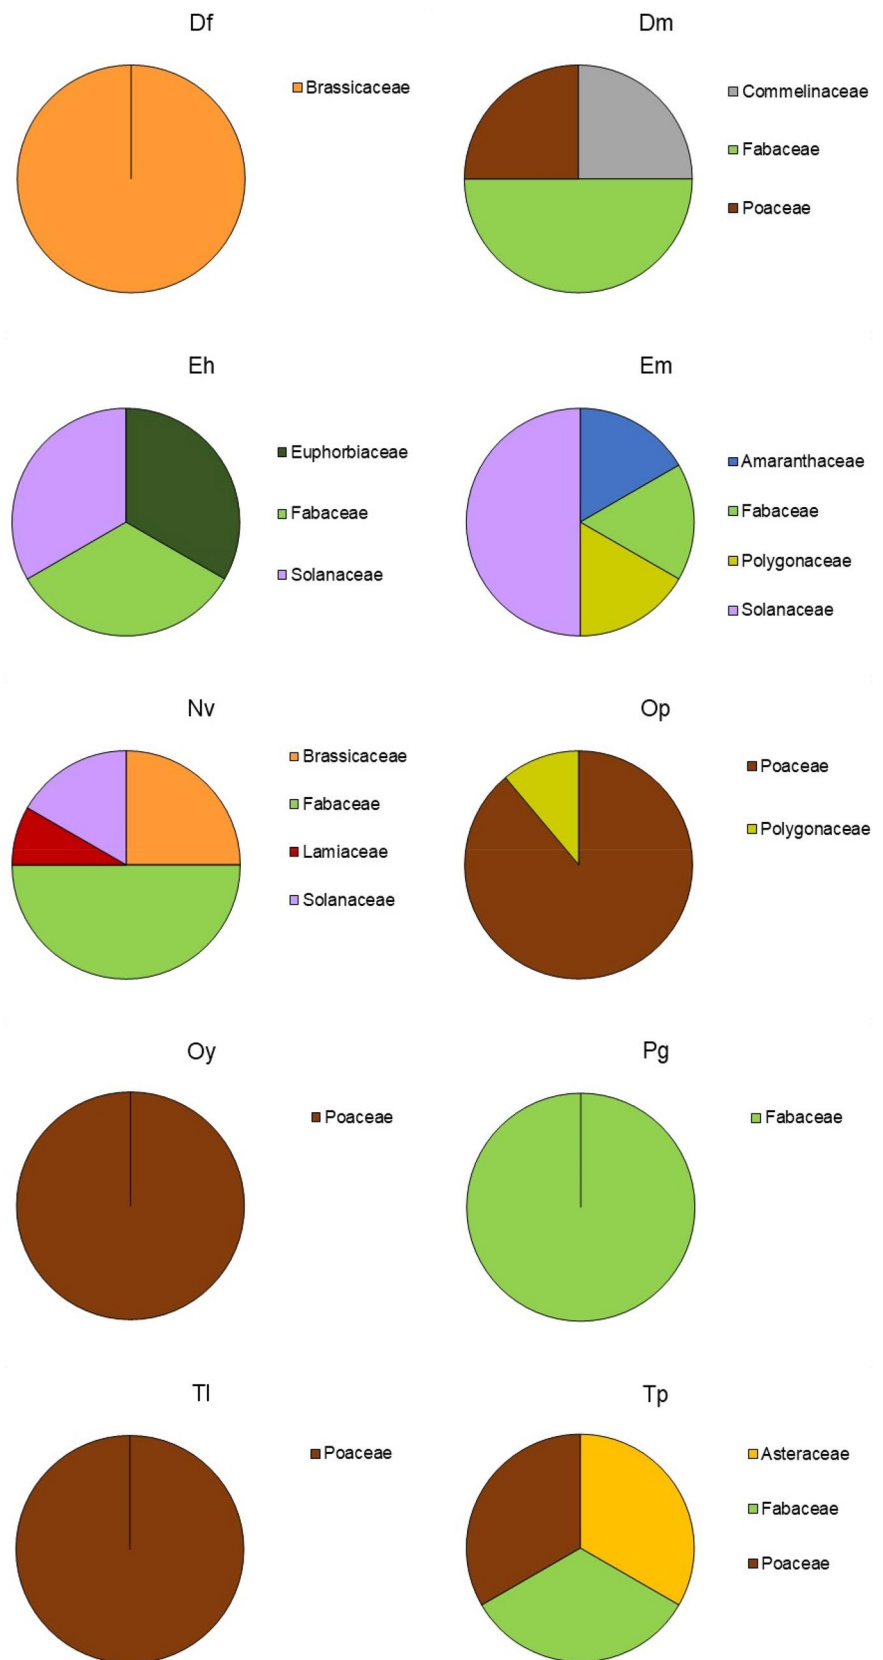 Df
Brassicaceae
Dm
Commelinaceae
Fabaceae
Poaceae
Eh
Euphorbiaceae
Fabaceae
Solanaceae
Em
Amaranthaceae
Fabaceae
Polygonaceae
Solanaceae
Nv
Brassicaceae
Fabaceae
Lamiaceae
Solanaceae
Op
Poaceae
Polygonaceae
Oy
Poaceae
Pg
Fabaceae
Tl
Poaceae
Tp
Asteraceae
Fabaceae
Poaceae